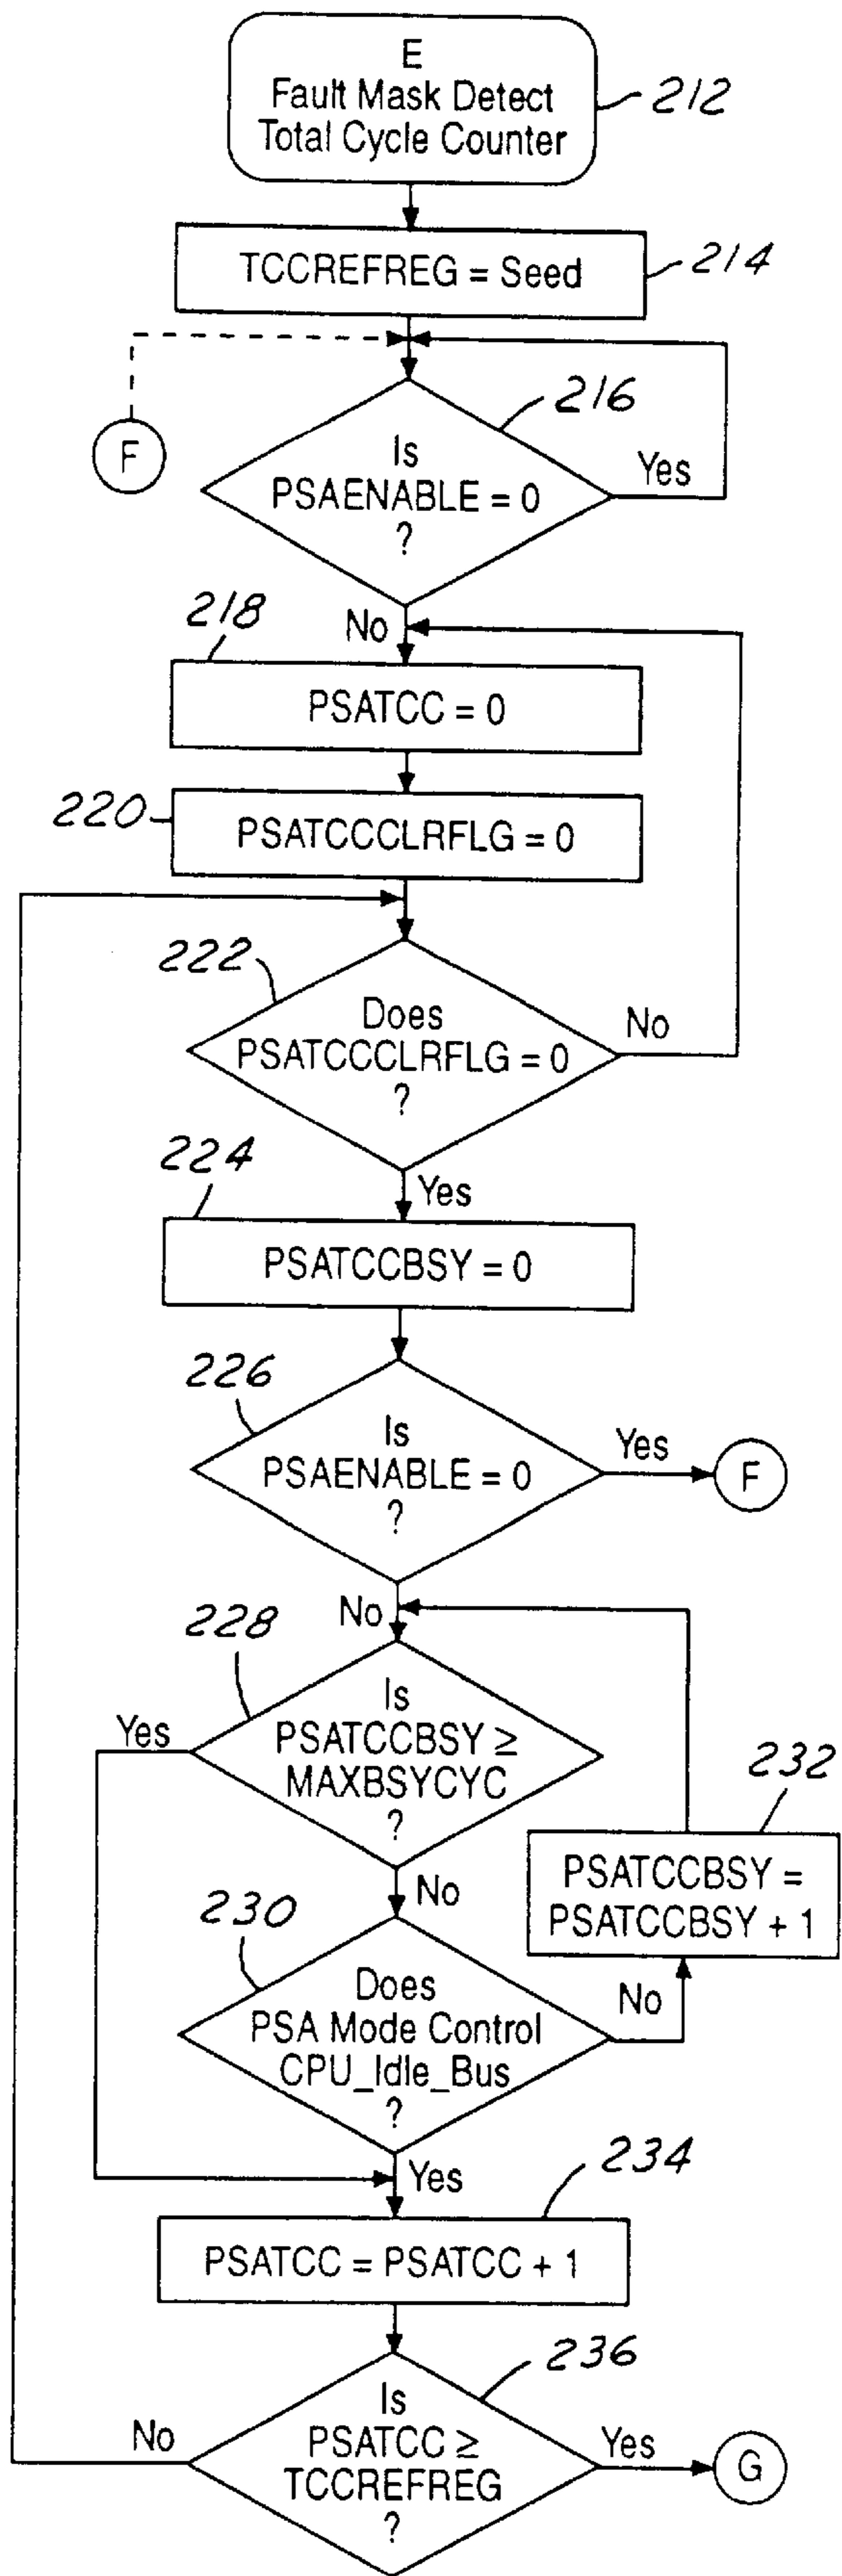 E
Fault Mask Detect
Total Cycle Counter
212
TCCREFREG = Seed
214
216
F
Is
PSAENABLE = 0
?
Yes
No
218
PSATCC = 0
220
PSATCCCLRFLG = 0
222
Does
PSATCCCLRFLG = 0
?
No
Yes
224
PSATCCBSY = 0
226
Is
PSAENABLE = 0
?
Yes
F
No
228
Is
PSATCCBSY ≥
MAXBSYCYC
?
Yes
No
232
PSATCCBSY =
PSATCCBSY + 1
230
Does
PSA Mode Control
CPU_Idle_Bus
?
No
Yes
234
PSATCC = PSATCC + 1
236
Is
PSATCC ≥
TCCREFREG
?
No
Yes
G